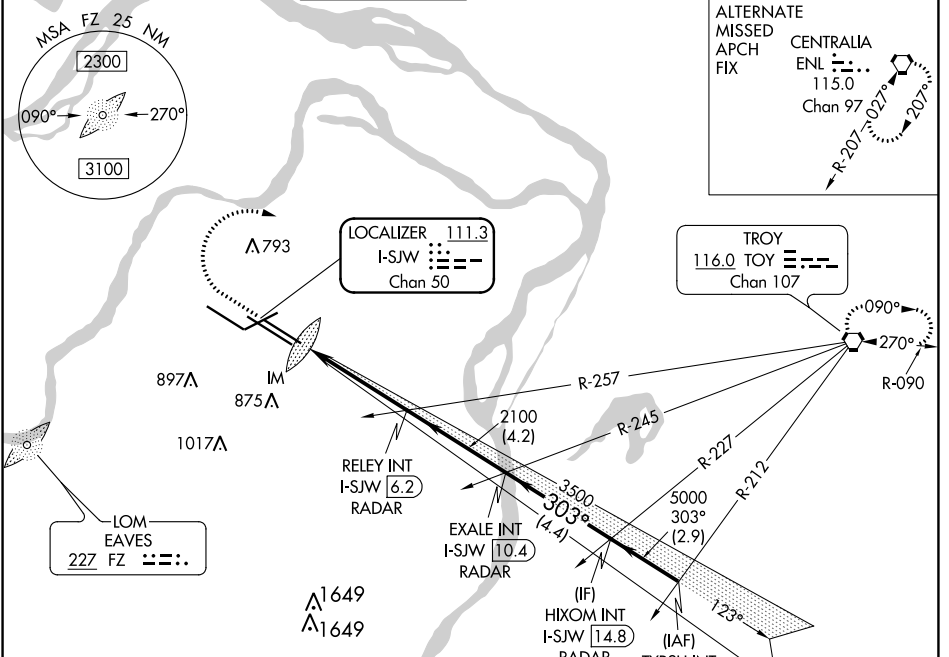 MSA FZ 25 NM
2300
090°
270°
3100
ALTERNATE
MISSED
APCH
FIX
CENTRALIA
ENL
115.0
Chan 97
R-207
027°
207°
793
LOCALIZER 111.3
I-SJW
Chan 50
TROY
116.0 TOY
Chan 107
090°
270°
R-090
897
IM
875
1017
R-257
R-245
R-227
R-212
2100
(4.2)
RELEY INT
I-SJW 6.2
RADAR
3500
303°
(4.4)
5000
303°
(2.9)
EXALE INT
I-SJW 10.4
RADAR
LOM
EAVES
227 FZ
1649
1649
(IF)
HIXOM INT
I-SJW 14.8
RADAR
(IAF)
123°